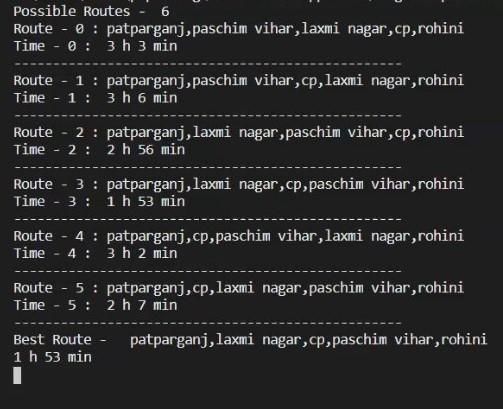 Possible Routes -  6
Route - 0 : patparganj,paschim vihar,laxmi nagar,cp,rohini
Time - 0 :  3 h 3 min
--------------------------------------------------
Route - 1 : patparganj,paschim vihar,cp,laxmi nagar,rohini
Time - 1 :  3 h 6 min
--------------------------------------------------
Route - 2 : patparganj,laxmi nagar,paschim vihar,cp,rohini
Time - 2 :  2 h 56 min
--------------------------------------------------
Route - 3 : patparganj,laxmi nagar,cp,paschim vihar,rohini
Time - 3 :  1 h 53 min
--------------------------------------------------
Route - 4 : patparganj,cp,paschim vihar,laxmi nagar,rohini
Time - 4 :  3 h 2 min
--------------------------------------------------
Route - 5 : patparganj,cp,laxmi nagar,paschim vihar,rohini
Time - 5 :  2 h 7 min
--------------------------------------------------
Best Route -   patparganj,laxmi nagar,cp,paschim vihar,rohini
1 h 53 min